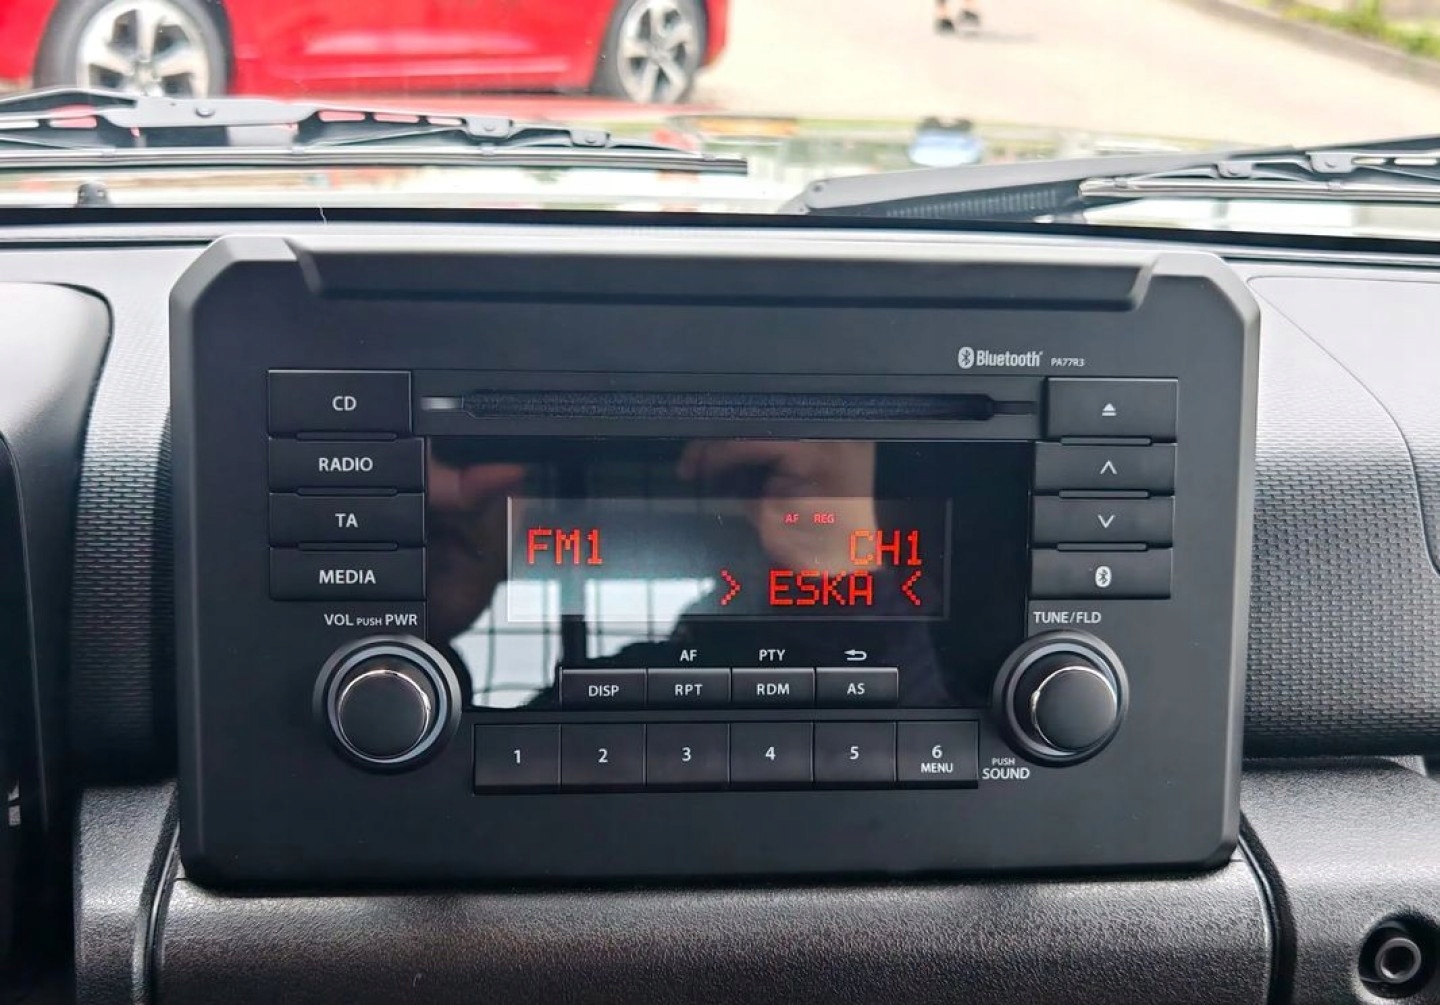 Bluetooth PA77R3
CD
RADIO
TA
MEDIA
AF REG
FM1 CH1
> ESKA <
VOL PUSH PWR
TUNE/FLD
AF PTY
DISP RPT RDM AS
1 2 3 4 5 6
MENU
PUSH
SOUND